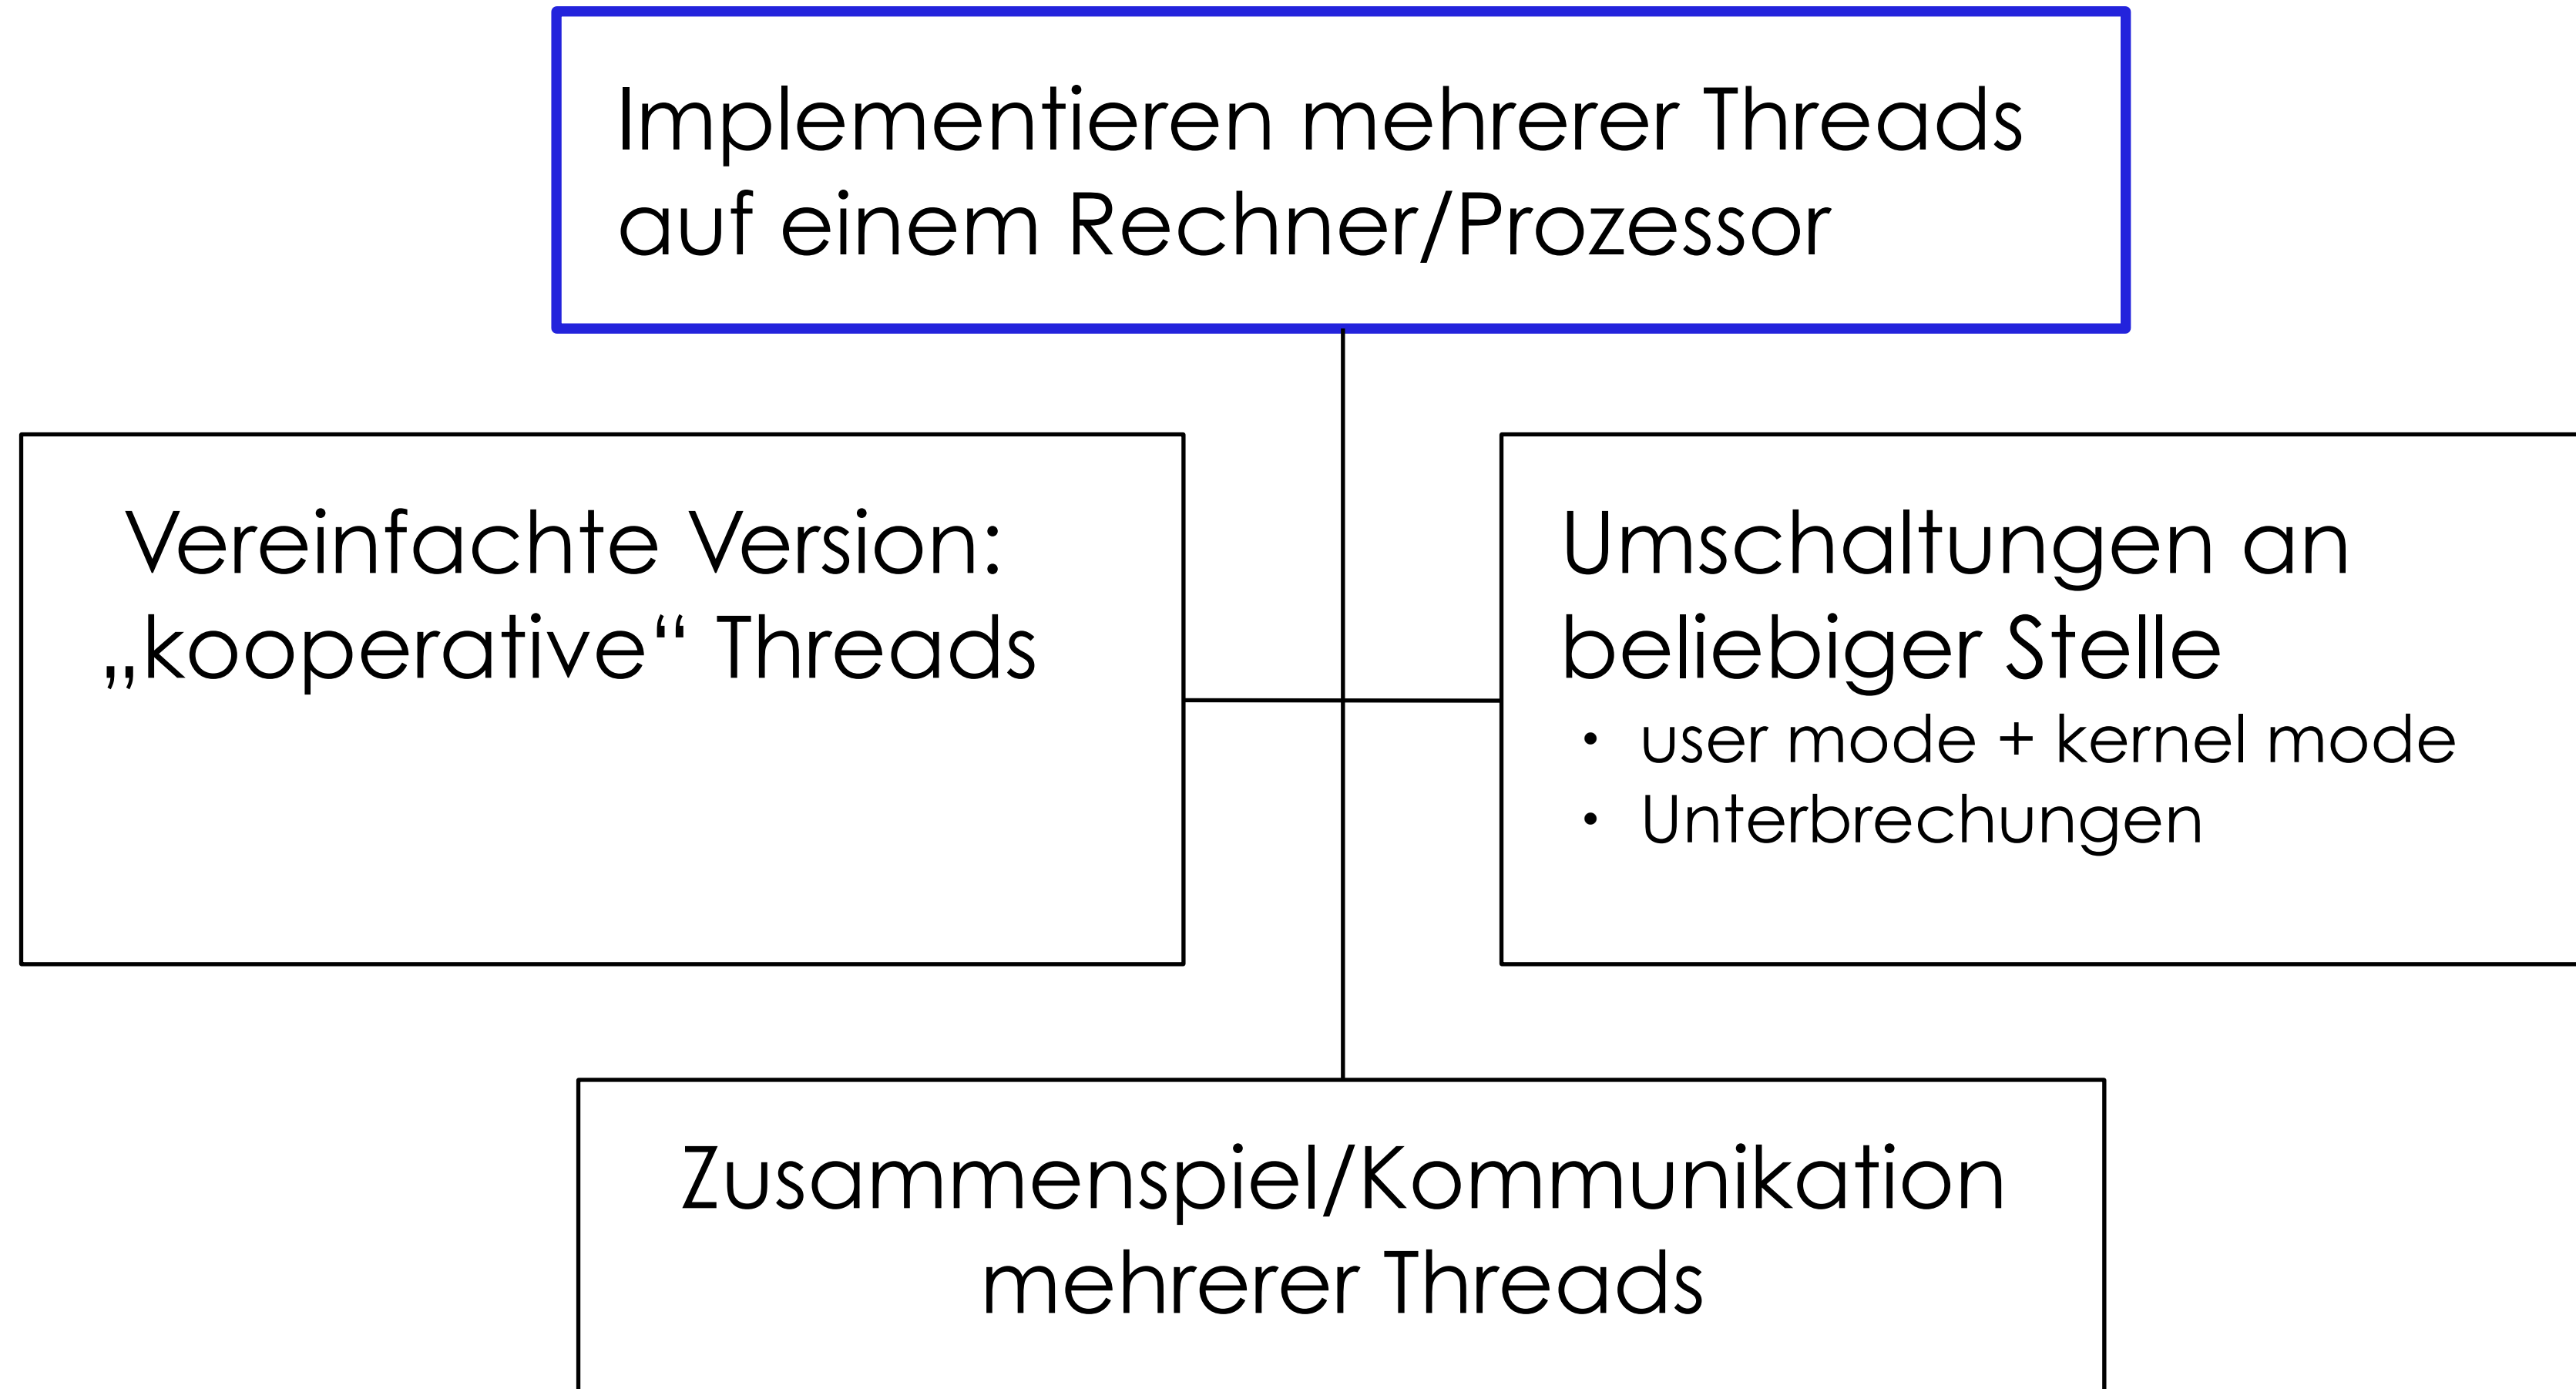 Implementieren mehrerer Threads
auf einem Rechner/Prozessor
Vereinfachte Version:
„kooperative“ Threads
Umschaltungen an
beliebiger Stelle
• user mode + kernel mode
• Unterbrechungen
Zusammenspiel/Kommunikation
mehrerer Threads